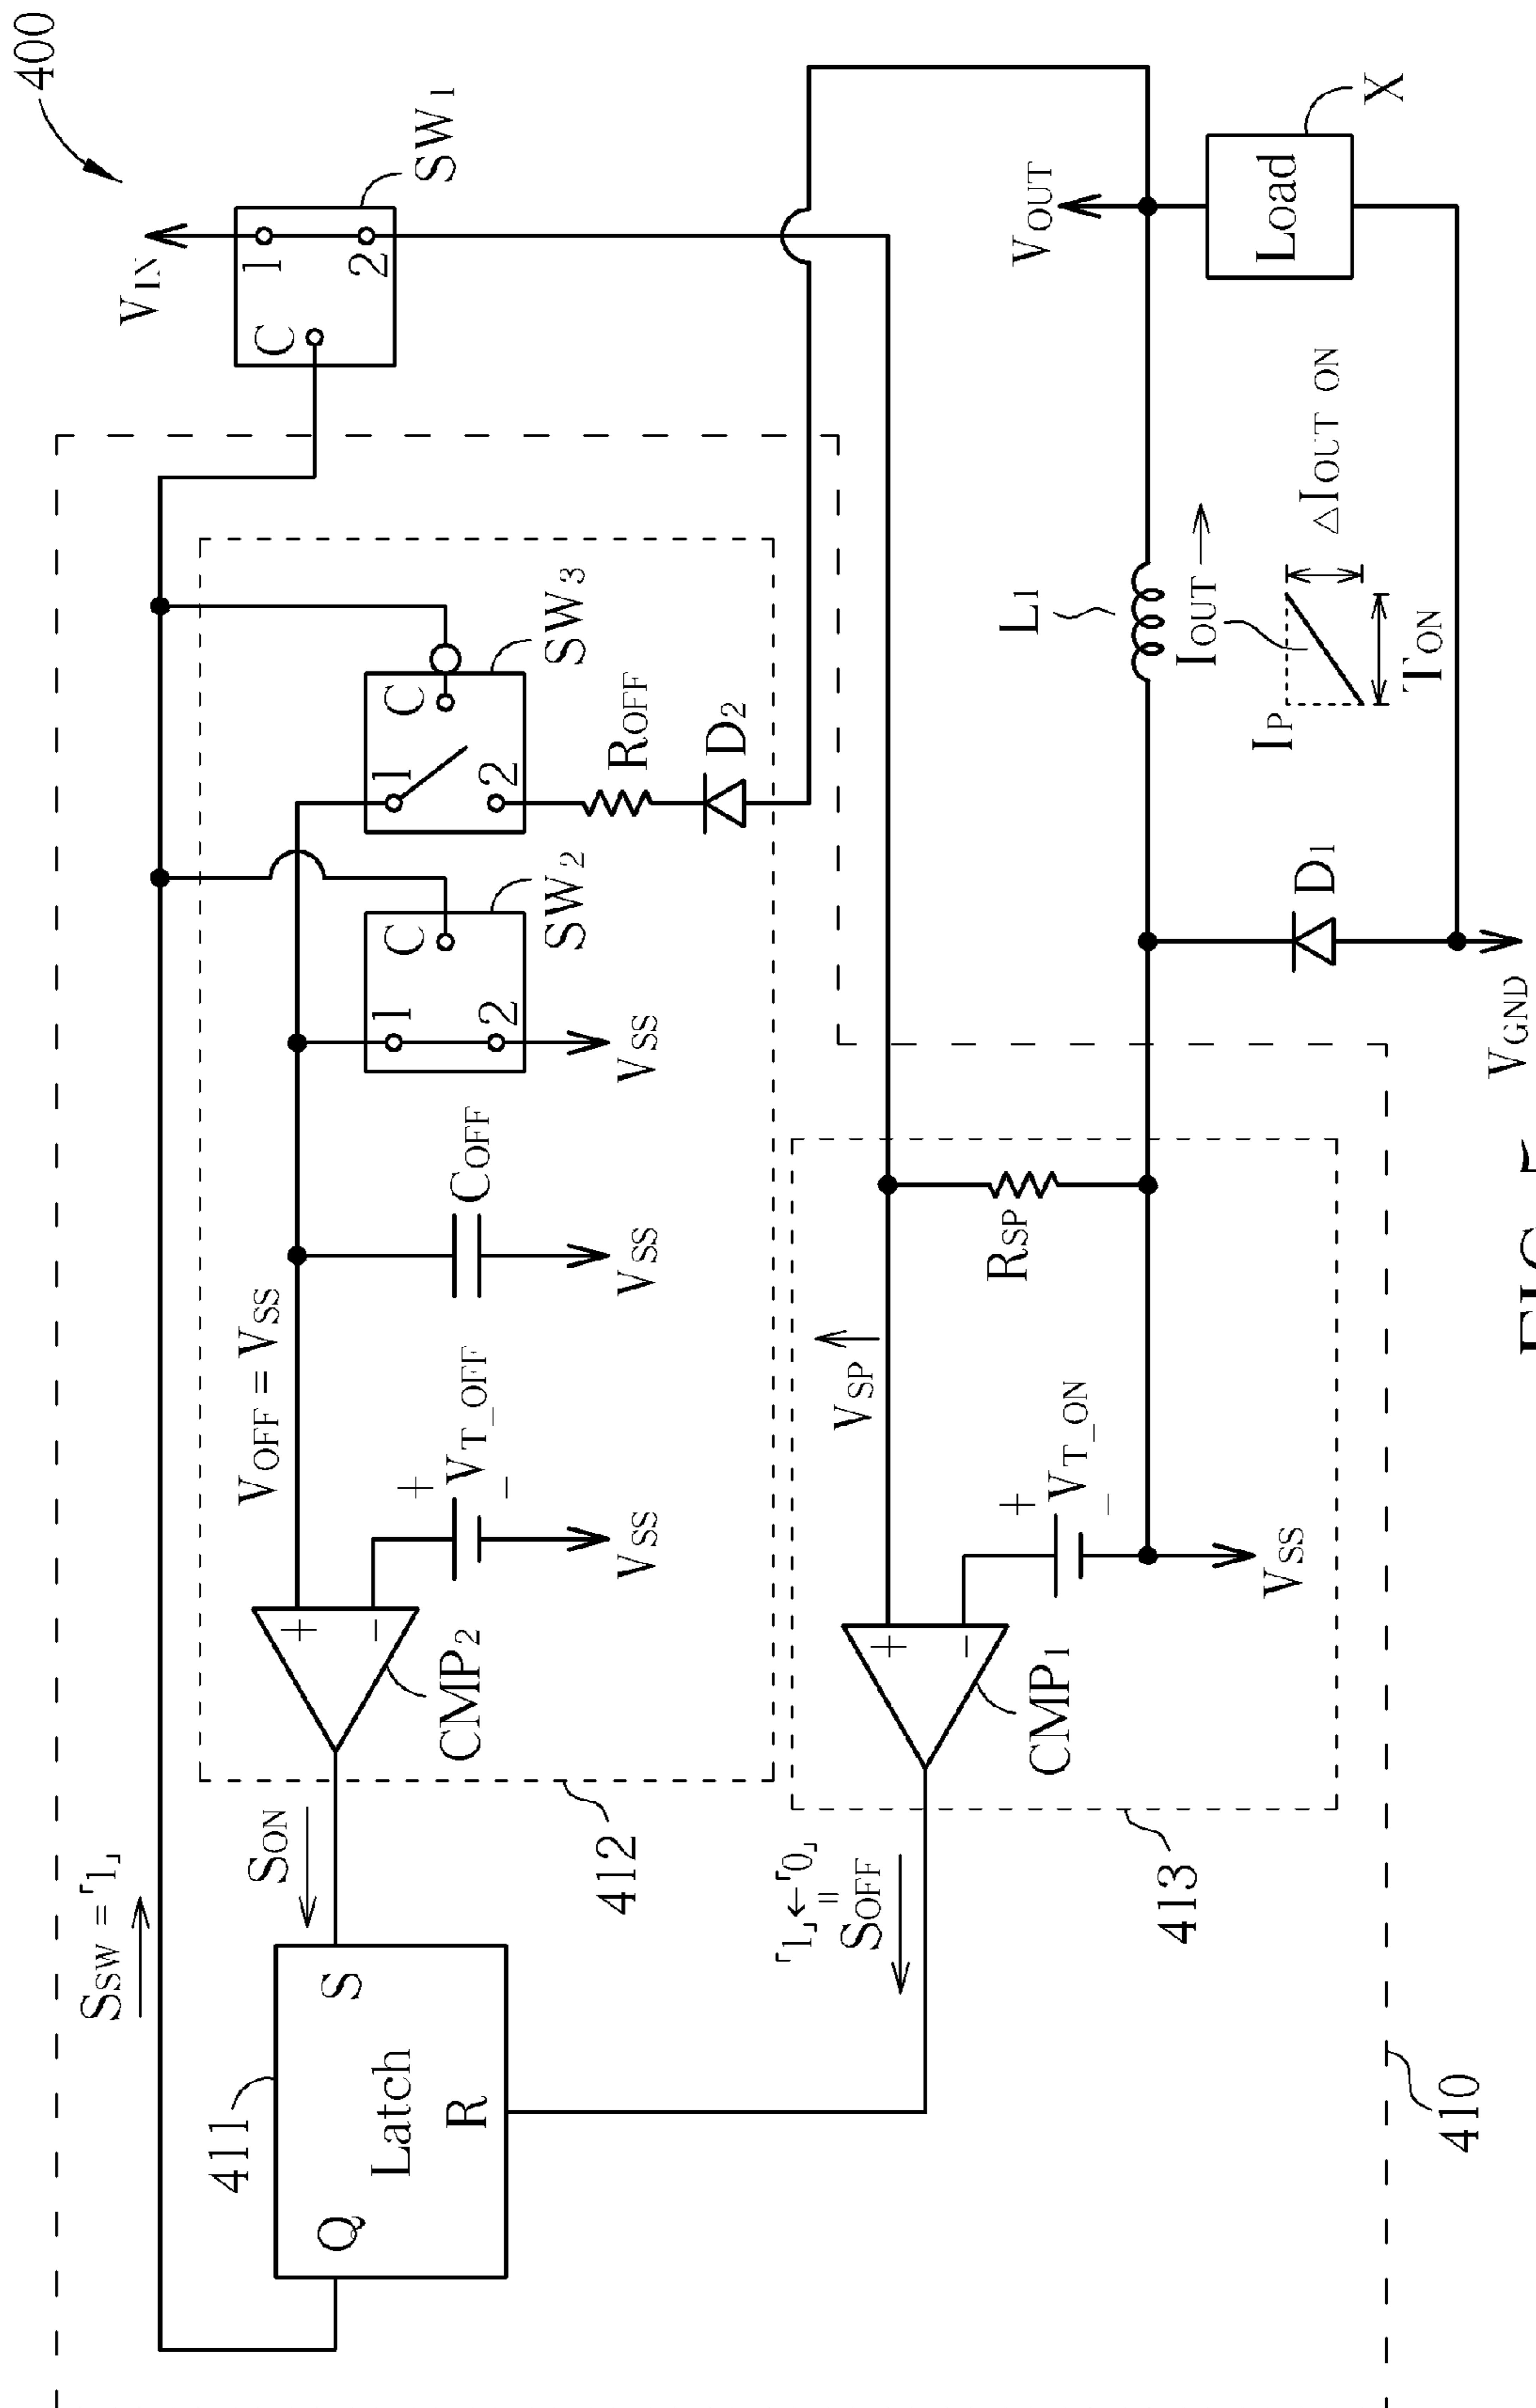 400
VIN
1
2
C
SW1
SSW =「1」
SON
VOFF = VSS
411
Q
S
Latch
R
CMP2
+
−
+
VT_OFF
−
VSS
COFF
VSS
1
2
C
SW2
VSS
1
2
C
SW3
ROFF
D2
412
「1」←「0」
=
SOFF
VSP
RSP
+
−
CMP1
+
VT_ON
−
VSS
413
410
L1
IOUT
IP
△IOUT ON
TON
D1
VGND
VOUT
Load
X